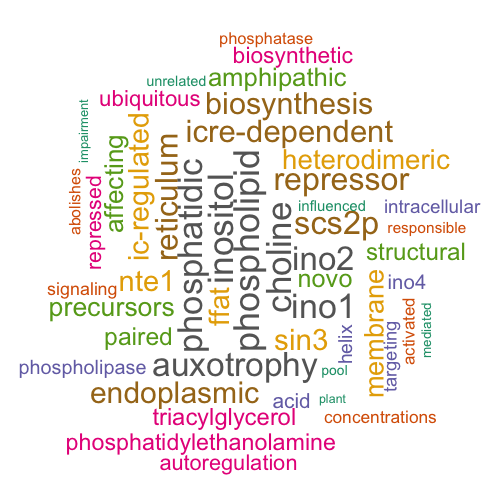 phosphatase
biosynthetic
unrelated
amphipathic
ubiquitous
biosynthesis
impairment
icre-dependent
affecting
ic-regulated
reticulum
heterodimeric
phosphatidic
inositol
phospholipid
repressor
abolishes
repressed
choline
influenced
intracellular
scs2p
responsible
structural
ino2
signaling
nte1
novo
ino4
precursors
ffat
ino1
membrane
targeting
activated
mediated
paired
sin3
helix
phospholipase
auxotrophy
pool
endoplasmic
acid
plant
triacylglycerol
concentrations
phosphatidylethanolamine
autoregulation